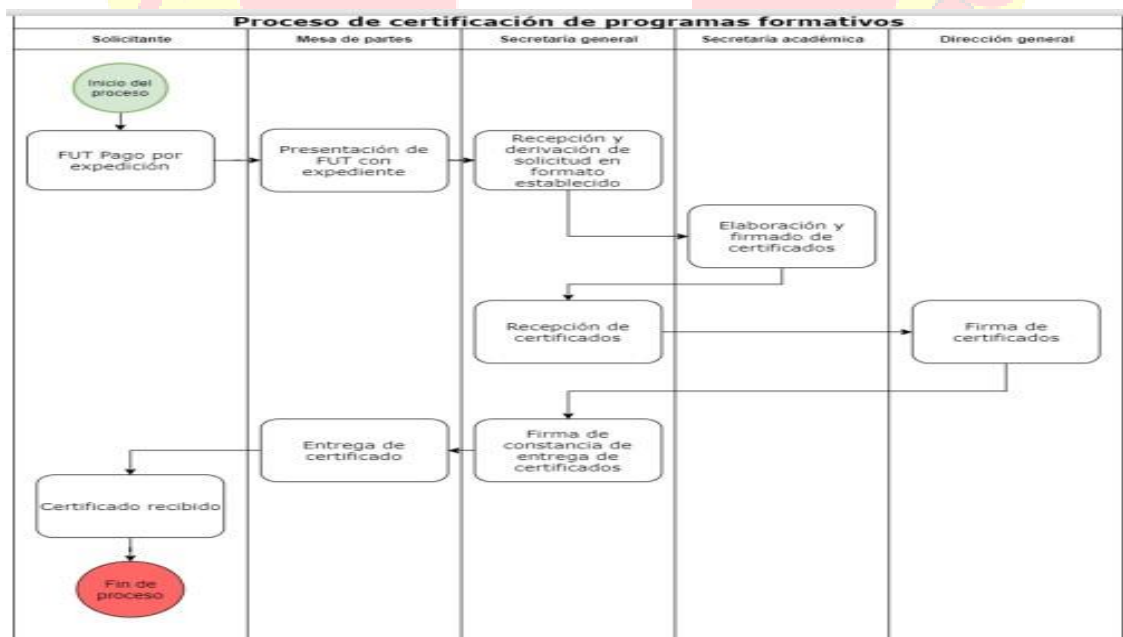 Proceso de certificación de programas formativos
Solicitante
Mesa de partes
Secretaría general
Secretaría académica
Dirección general
Inicio del
proceso
FUT Pago por
expedición
Presentación de
FUT con
expediente
Recepción y
derivación de
solicitud en
formato
establecido
Elaboración y
firmado de
certificados
Recepción de
certificados
Firma de
certificados
Firma de
constancia de
entrega de
certificados
Entrega de
certificado
Certificado recibido
Fin de
proceso